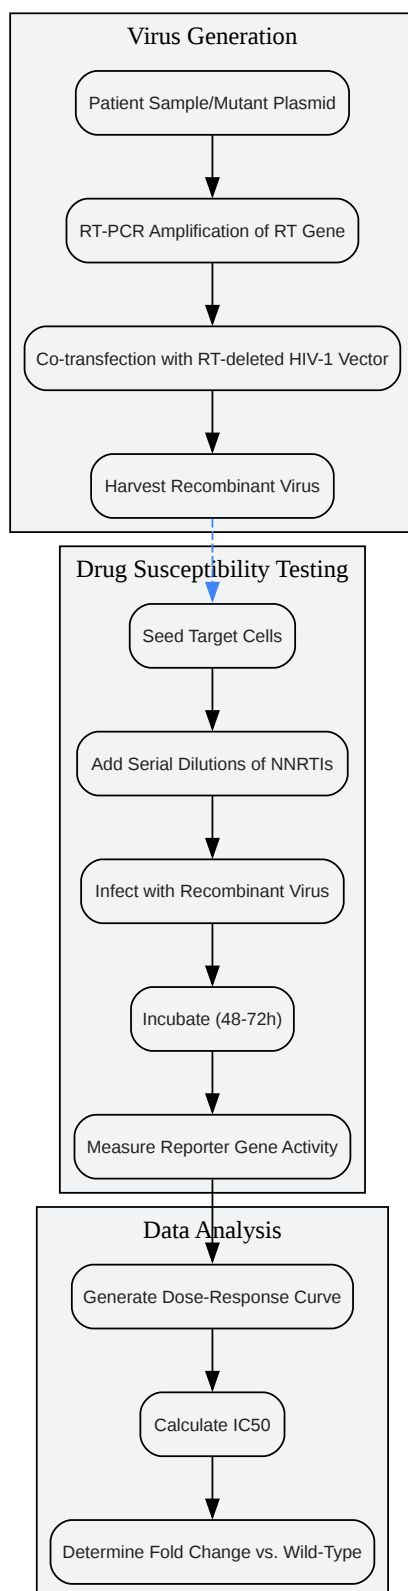 Virus Generation
Patient Sample/Mutant Plasmid
RT-PCR Amplification of RT Gene
Co-transfection with RT-deleted HIV-1 Vector
Harvest Recombinant Virus
Drug Susceptibility Testing
Seed Target Cells
Add Serial Dilutions of NNRTIs
Infect with Recombinant Virus
Incubate (48-72h)
Measure Reporter Gene Activity
Data Analysis
Generate Dose-Response Curve
Calculate IC50
Determine Fold Change vs. Wild-Type